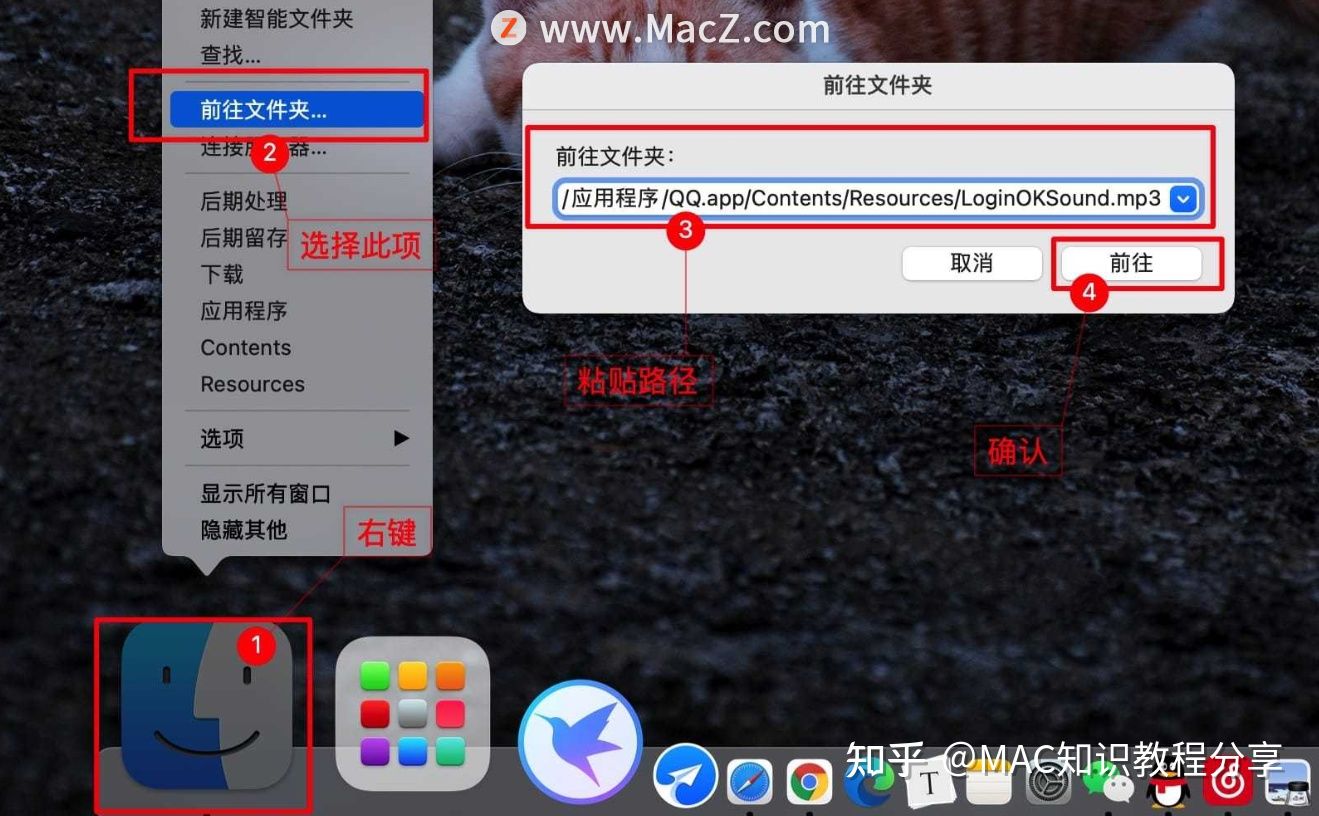 新建智能文件夹
查找...
前往文件夹...
连接服 器...
后期处理
后期留存
下载
应用程序
Contents
Resources
选项
显示所有窗口
隐藏其他
2
选择此项
右键
1
www.MacZ.com
前往文件夹
前往文件夹：
/应用程序/QQ.app/Contents/Resources/LoginOKSound.mp3
3
取消
前往
4
粘贴路径
确认
T
知乎 @MAC知识教程分享